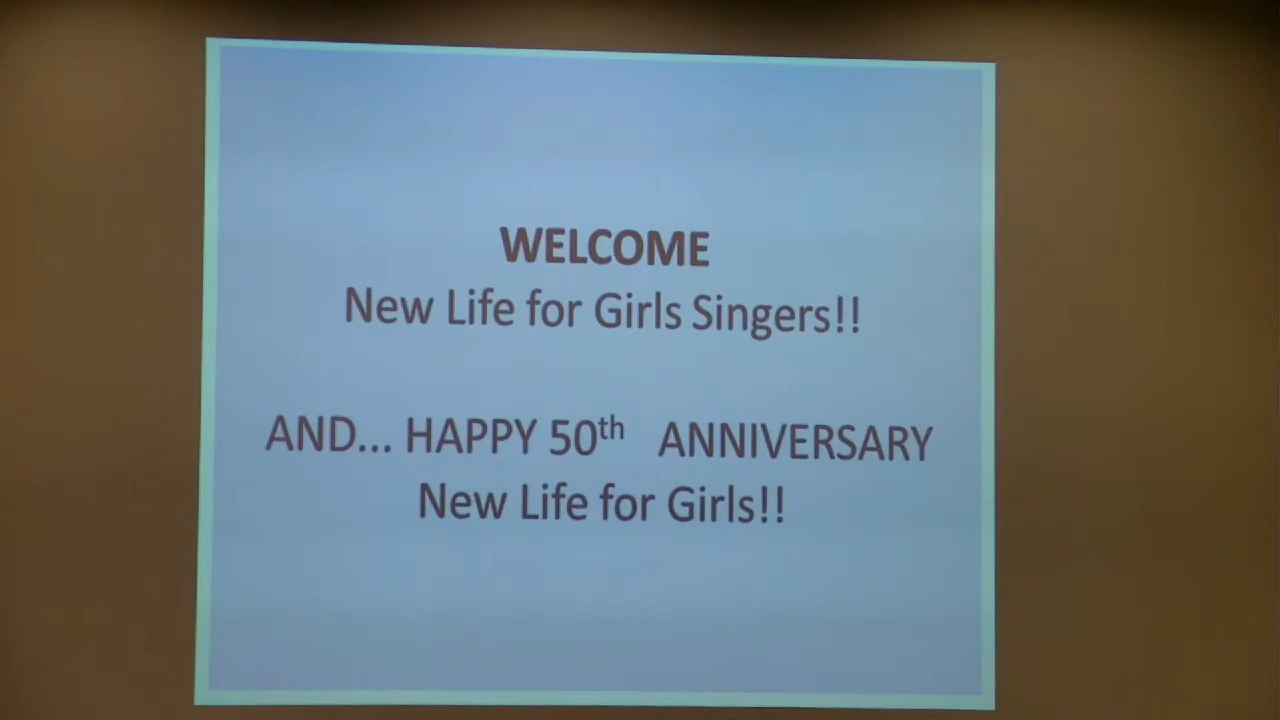 WELCOME
New Life for Girls Singers!!
AND... HAPPY 50th ANNIVERSARY
New Life for Girls!!